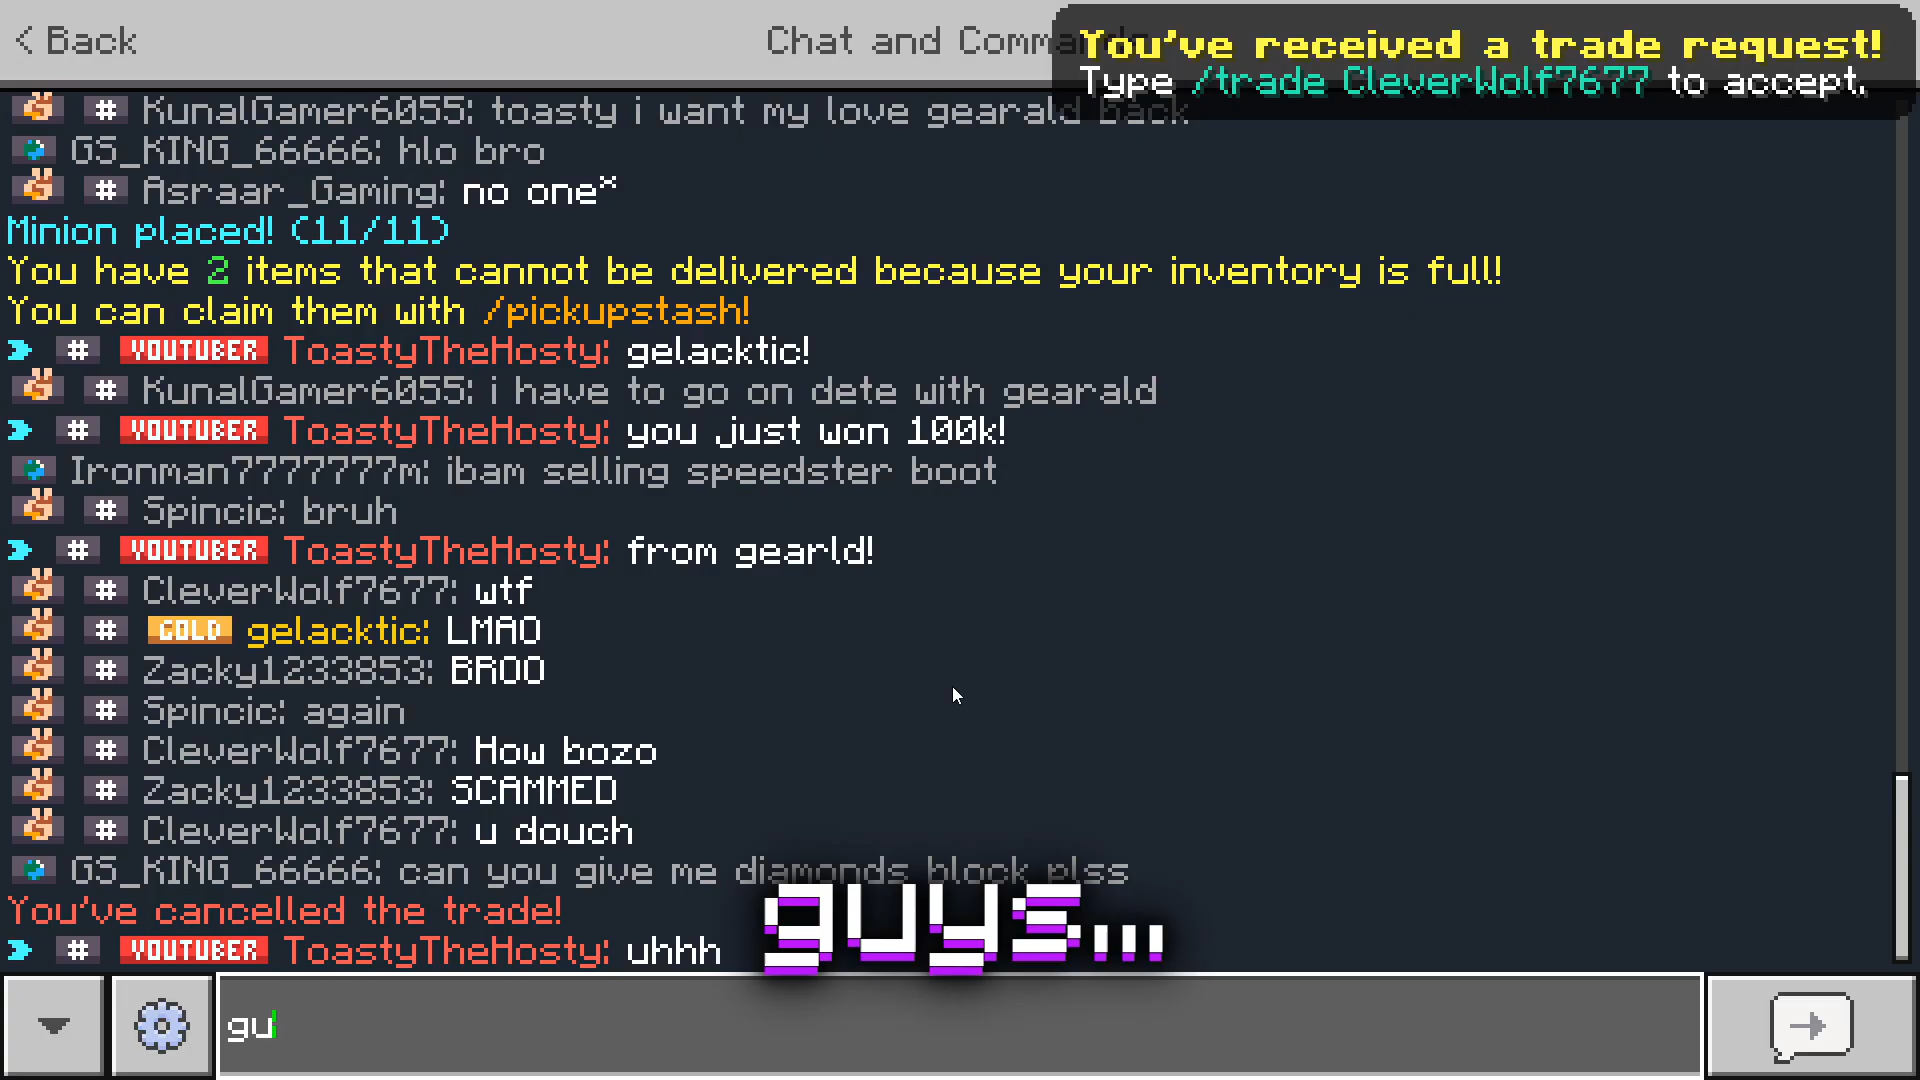 < Back
Chat and Comm
You've received a trade request!
Type /trade CleverWolf7677 to accept.
# KunalGamer6055: toasty i want my love gearald back
GS_KING_66666: hlo bro
# Asraar_Gaming: no one*
Minion placed! (11/11)
You have 2 items that cannot be delivered because your inventory is full!
You can claim them with /pickupstash!
# YOUTUBER ToastyTheHosty: gelacktic!
# KunalGamer6055: i have to go on dete with gearald
# YOUTUBER ToastyTheHosty: you just won 100k!
Ironman7777777m: ibam selling speedster boot
# Spincic: bruh
# YOUTUBER ToastyTheHosty: from gearld!
# CleverWolf7677: wtf
# GOLD gelacktic: LMAO
# Zacky1233853: BROO
# Spincic: again
# CleverWolf7677: How bozo
# Zacky1233853: SCAMMED
# CleverWolf7677: u douch
GS_KING_66666: can you give me diamonds block plss
You've cancelled the trade!
# YOUTUBER ToastyTheHosty: uhhh
guys...
gu